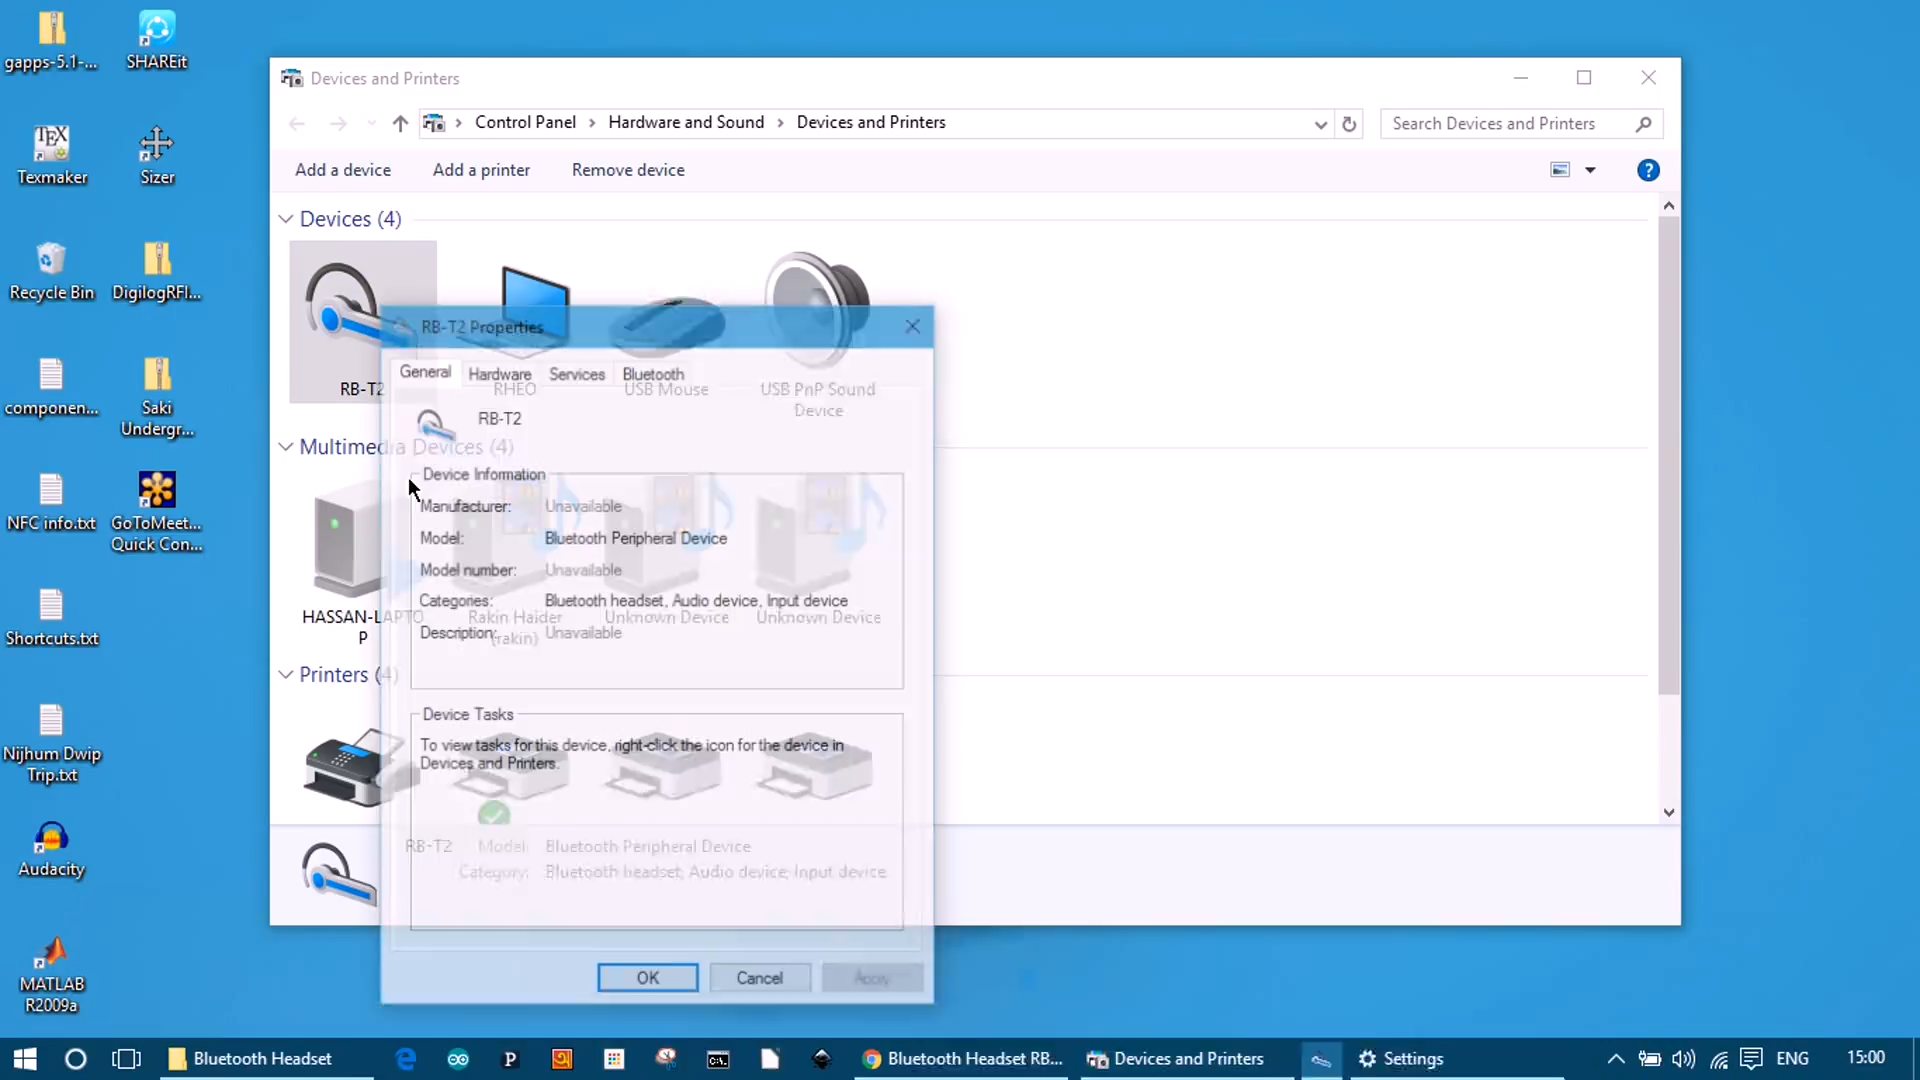 gapps-5.1-...
SHAREit
Texmaker
Sizer
Recycle Bin
DigilogRFI...
componen...
Saki
Undergr...
NFC info.txt
GoToMeet...
Quick Con...
Shortcuts.txt
Nijhum Dwip
Trip.txt
Audacity
MATLAB
R2009a
Devices and Printers
Control Panel > Hardware and Sound > Devices and Printers
Search Devices and Printers
Add a device
Add a printer
Remove device
Devices (4)
RB-T2
RHEO
USB Mouse
USB PnP Sound
Device
Multimedia Devices (4)
HASSAN-LAPTO
P
Rakin Haider
(rakin)
Unknown Device
Unknown Device
Printers (4)
RB-T2
Model: Bluetooth Peripheral Device
Category: Bluetooth headset; Audio device; Input device
RB-T2 Properties
General
Hardware
Services
Bluetooth
RB-T2
Device Information
Manufacturer: Unavailable
Model: Bluetooth Peripheral Device
Model number: Unavailable
Categories: Bluetooth headset, Audio device, Input device
Description: Unavailable
Device Tasks
To view tasks for this device, right-click the icon for the device in
Devices and Printers.
OK
Cancel
Apply
Bluetooth Headset
Bluetooth Headset RB...
Devices and Printers
Settings
ENG
15:00